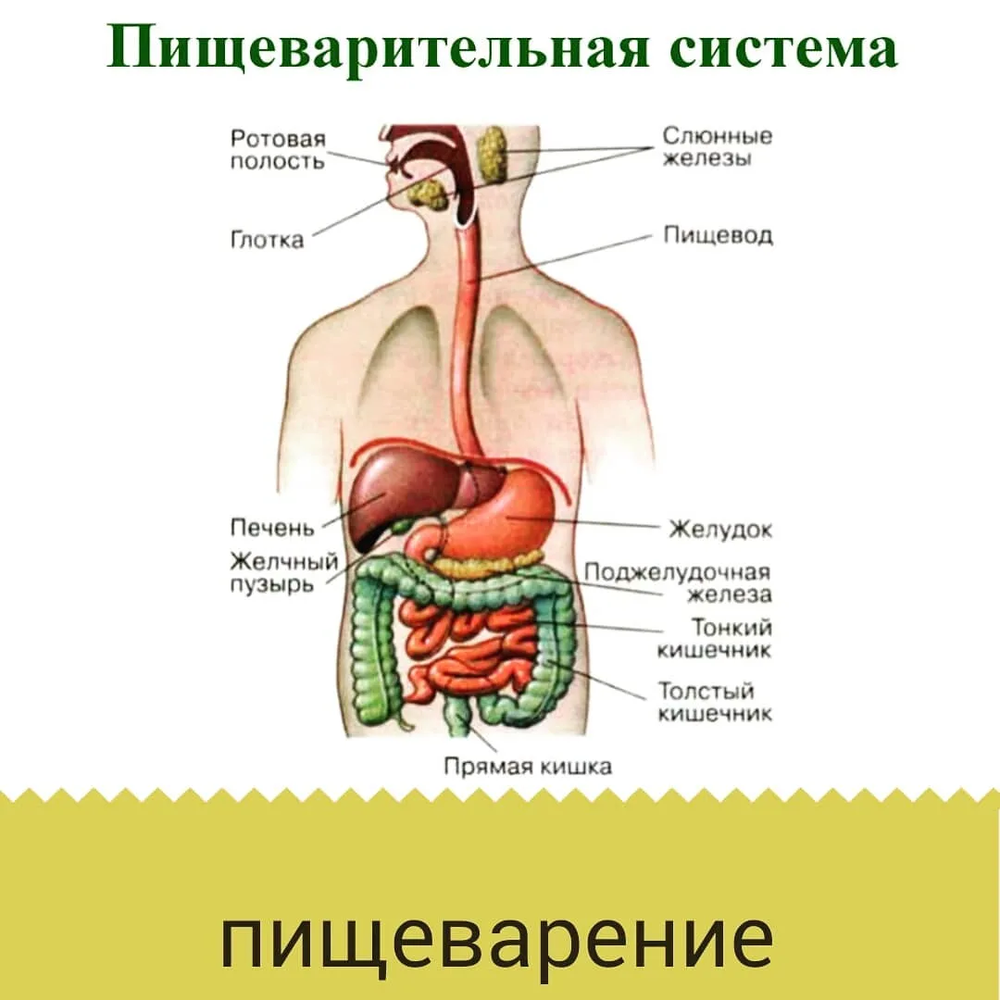 Пищеварительная система
Ротовая
полость
Слюнные
железы
Глотка
Пищевод
Печень
Желчный
пузырь
Желудок
Поджелудочная
железа
Тонкий
кишечник
Толстый
кишечник
Прямая кишка
пищеварение